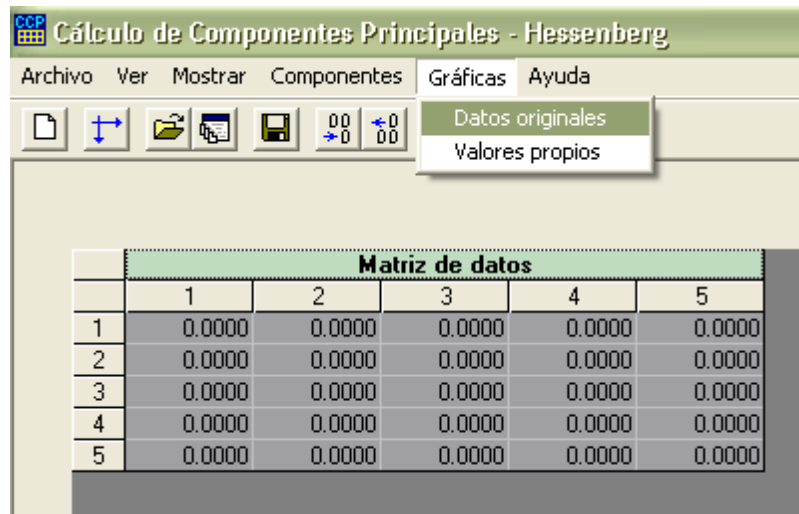 CCP Cálculo de Componentes Principales - Hessenberg
Archivo Ver Mostrar Componentes Gráficas Ayuda
Datos originales
Valores propios
Matriz de datos
1 2 3 4 5
1 0.0000 0.0000 0.0000 0.0000 0.0000
2 0.0000 0.0000 0.0000 0.0000 0.0000
3 0.0000 0.0000 0.0000 0.0000 0.0000
4 0.0000 0.0000 0.0000 0.0000 0.0000
5 0.0000 0.0000 0.0000 0.0000 0.0000